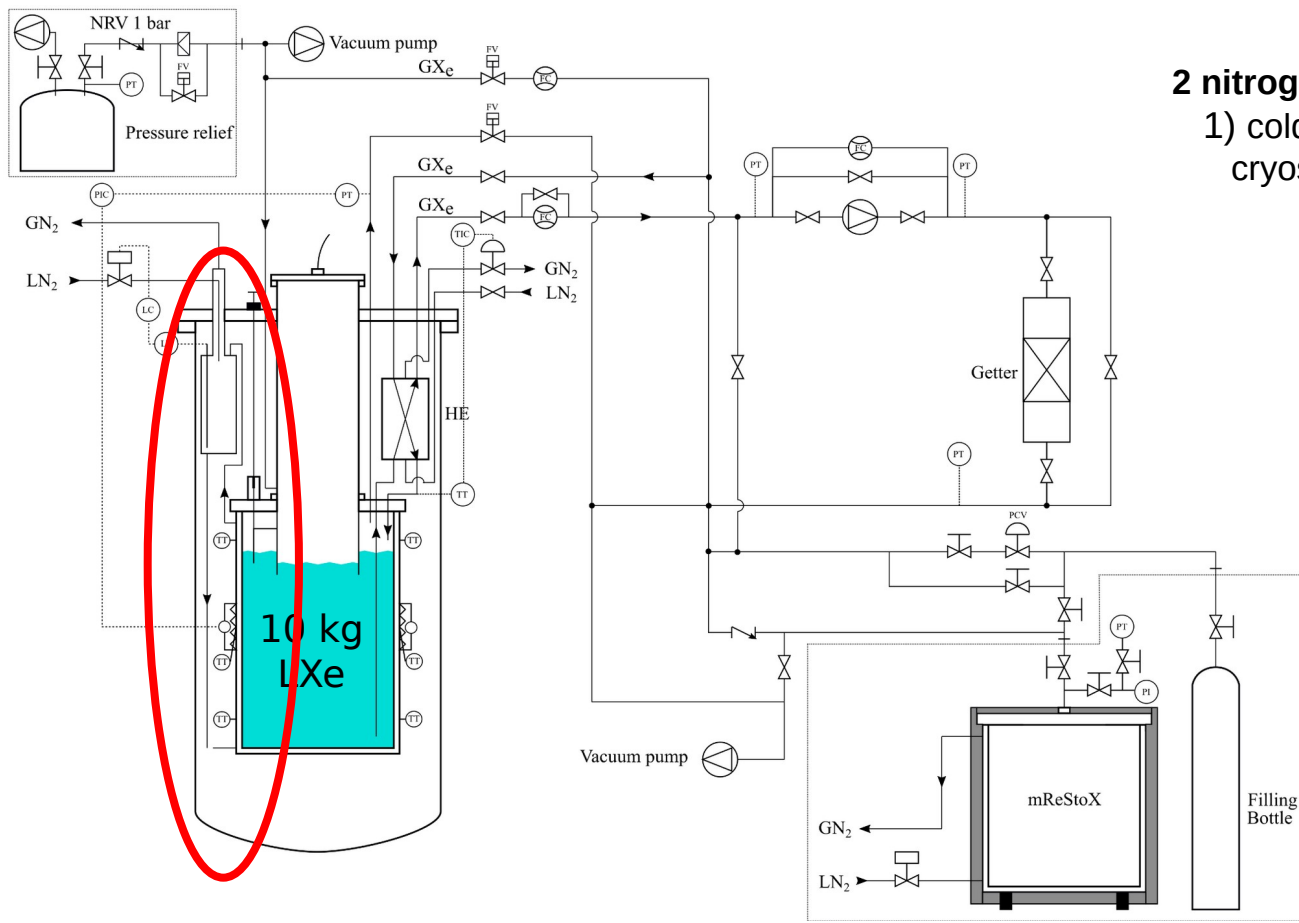 NRV 1 bar
FV
PT
Pressure relief
Vacuum pump
GXe
FV
FC
FV
2 nitrog
1) cold
cryos
PIC
PT
GXe
GXe
FC
PT
FC
PT
GN2
TIC
LN2
GN2
LN2
LC
HE
Getter
TT
PT
TT
TT
PCV
10 kg
LXe
TT
TT
PT
TT
TT
PI
Vacuum pump
mReStoX
Filling
Bottle
GN2
LN2